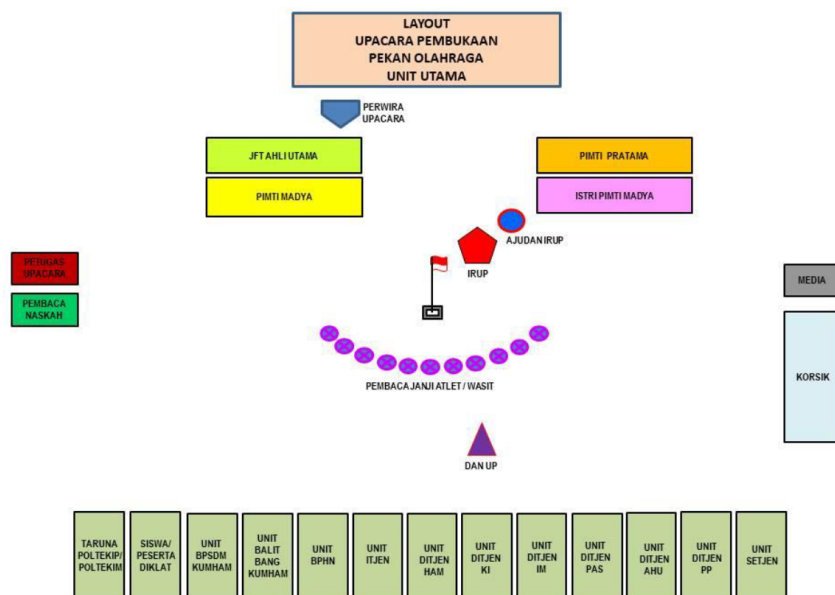 LAYOUT
UPACARA PEMBUKAAN
PEKAN OLAHRAGA
UNIT UTAMA
PERWIRA
UPACARA
JFT AHLI UTAMA
PIMTI PRATAMA
PIMTI MADYA
ISTRI PIMTI MADYA
AJUDAN IRUP
IRUP
PETUGAS
UPACARA
PEMBACA
NASKAH
MEDIA
KORSIK
PEMBACA JANJI ATLET / WASIT
DAN UP
TARUNA
POLTEKIP/
POLTEKIM
SISWA/
PESERTA
DIKLAT
UNIT
BPSDM
KUMHAM
UNIT
BALIT
BANG
KUMHAM
UNIT
BPHN
UNIT
ITJEN
UNIT
DITJEN
HAM
UNIT
DITJEN
KI
UNIT
DITJEN
IM
UNIT
DITJEN
PAS
UNIT
DITJEN
AHU
UNIT
DITJEN
PP
UNIT
SETJEN